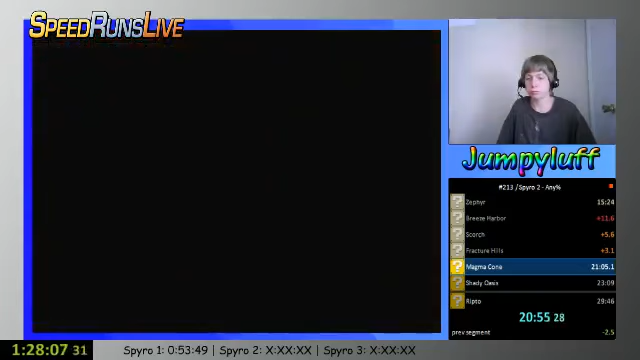 SPEEDRUNSLIVE
Jumpyluff
#213 / Spyro 2 - Any%
Zephyr 15:24
Breeze Harbor +11.6
Scorch +5.6
Fracture Hills +3.1
Magma Cone 21:05.1
Shady Oasis 23:09
Ripto 29:46
20:55 28
prev segment -2.5
1:28:07 31 Spyro 1: 0:53:49 | Spyro 2: X:XX:XX | Spyro 3: X:XX:XX